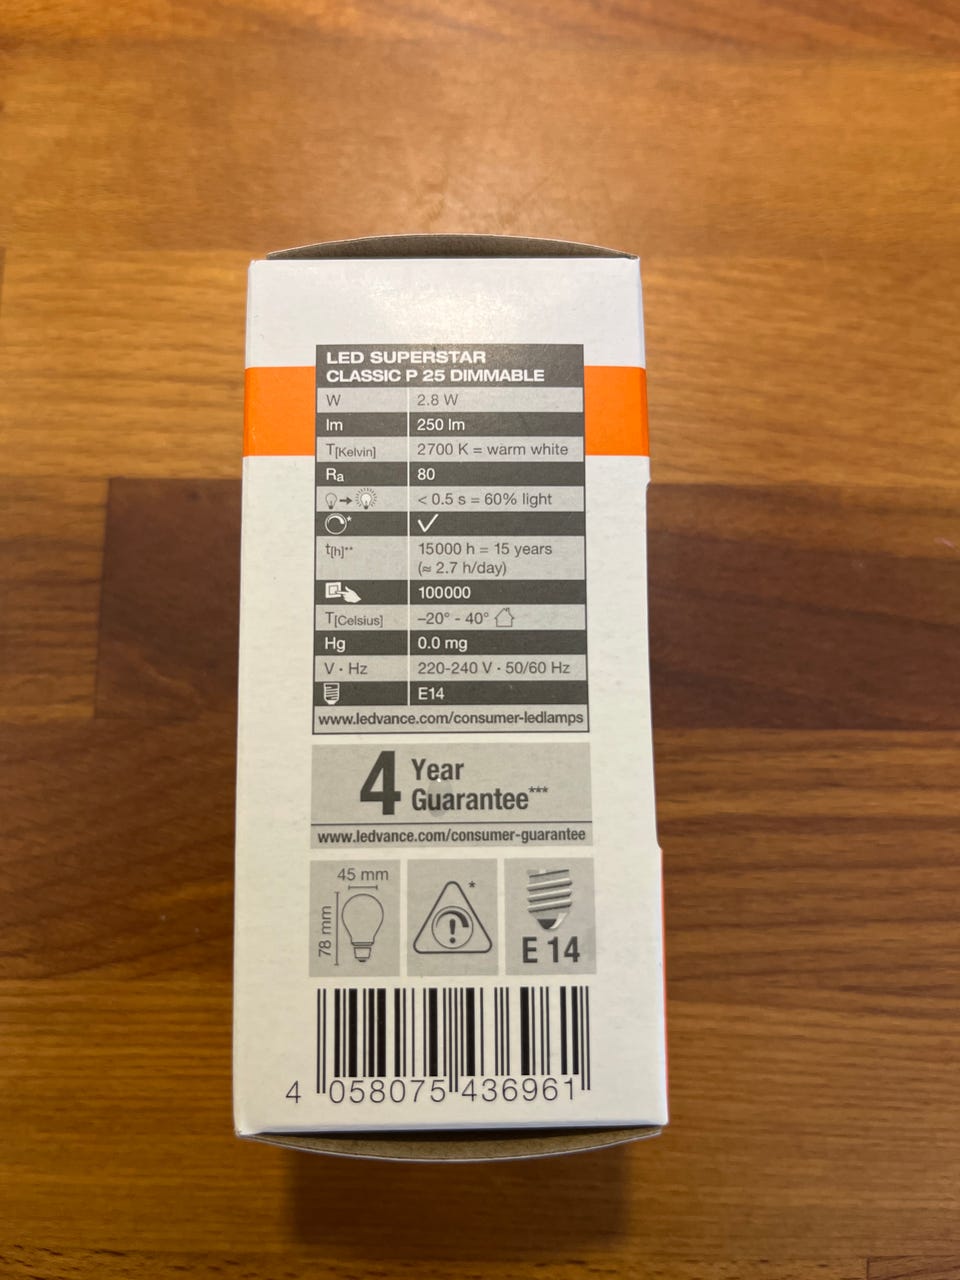 LED SUPERSTAR
CLASSIC P 25 DIMMABLE
W 2.8 W
lm 250 lm
T[Kelvin] 2700 K = warm white
Ra 80
< 0.5 s = 60% light
* ✓
t[h]** 15000 h = 15 years
(≈ 2.7 h/day)
100000
T[Celsius] –20° - 40°
Hg 0.0 mg
V · Hz 220-240 V · 50/60 Hz
E14
www.ledvance.com/consumer-ledlamps
4 Year
Guarantee***
www.ledvance.com/consumer-guarantee
45 mm
78 mm
! *
E 14
4 058075 436961